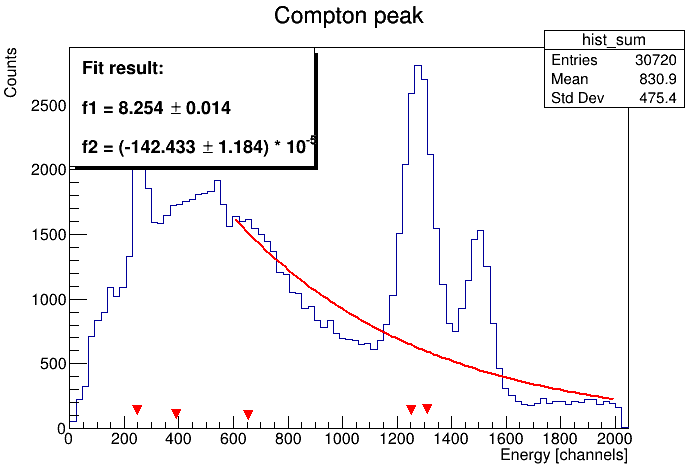 Compton peak
hist_sum
Entries 30720
Mean 830.9
Std Dev 475.4
Fit result:
f1 = 8.254 ± 0.014
f2 = (-142.433 ± 1.184) * 10^-5
Counts
2500
2000
1500
1000
500
0
0 200 400 600 800 1000 1200 1400 1600 1800 2000
Energy [channels]